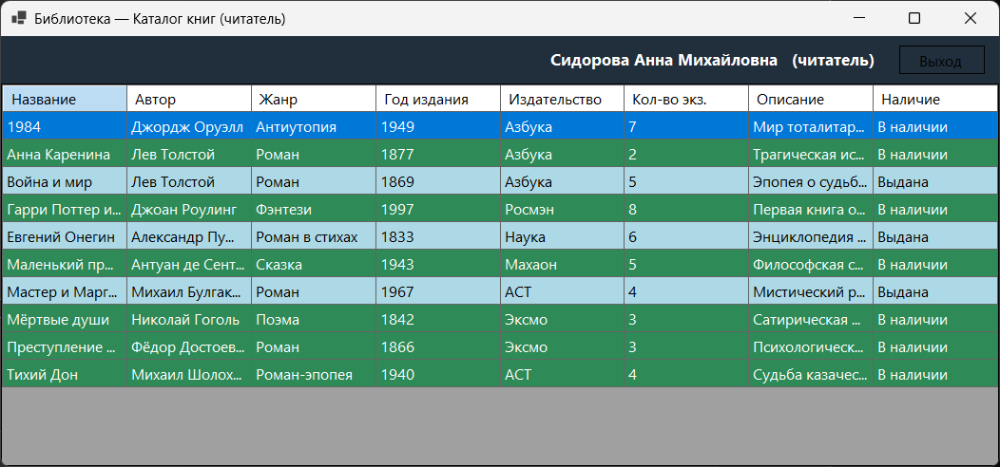 Библиотека — Каталог книг (читатель)
Сидорова Анна Михайловна (читатель) Выход
Название Автор Жанр Год издания Издательство Кол-во экз. Описание Наличие
1984 Джордж Оруэлл Антиутопия 1949 Азбука 7 Мир тоталитар... В наличии
Анна Каренина Лев Толстой Роман 1877 Азбука 2 Трагическая ис... В наличии
Война и мир Лев Толстой Роман 1869 Азбука 5 Эпопея о судьб... Выдана
Гарри Поттер и... Джоан Роулинг Фэнтези 1997 Росмэн 8 Первая книга о... В наличии
Евгений Онегин Александр Пу... Роман в стихах 1833 Наука 6 Энциклопедия ... Выдана
Маленький пр... Антуан де Сент... Сказка 1943 Махаон 5 Философская с... В наличии
Мастер и Марг... Михаил Булгак... Роман 1967 АСТ 4 Мистический р... Выдана
Мёртвые души Николай Гоголь Поэма 1842 Эксмо 3 Сатирическая ... В наличии
Преступление ... Фёдор Достоев... Роман 1866 Эксмо 3 Психологическ... В наличии
Тихий Дон Михаил Шолох... Роман-эпопея 1940 АСТ 4 Судьба казачес... В наличии